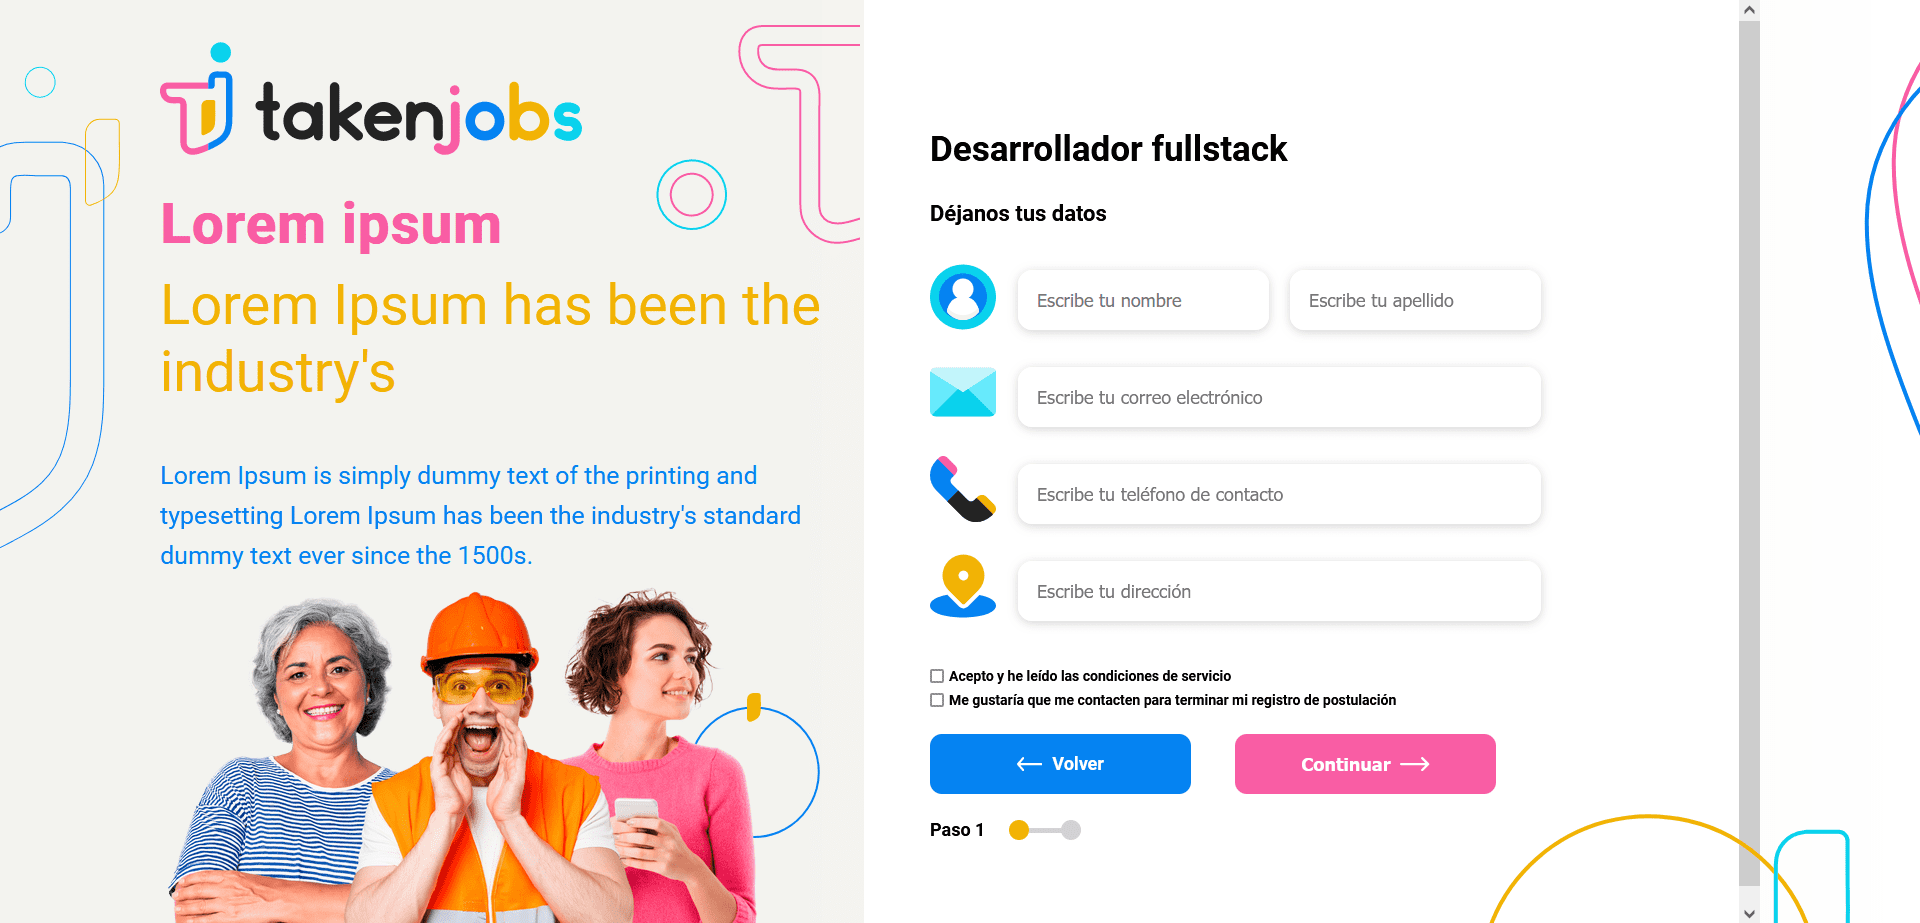 takenjobs
Lorem ipsum
Lorem Ipsum has been the
industry's
Lorem Ipsum is simply dummy text of the printing and
typesetting Lorem Ipsum has been the industry's standard
dummy text ever since the 1500s.
Desarrollador fullstack
Déjanos tus datos
Escribe tu nombre
Escribe tu apellido
Escribe tu correo electrónico
Escribe tu teléfono de contacto
Escribe tu dirección
Acepto y he leído las condiciones de servicio
Me gustaría que me contacten para terminar mi registro de postulación
Volver
Continuar
Paso 1